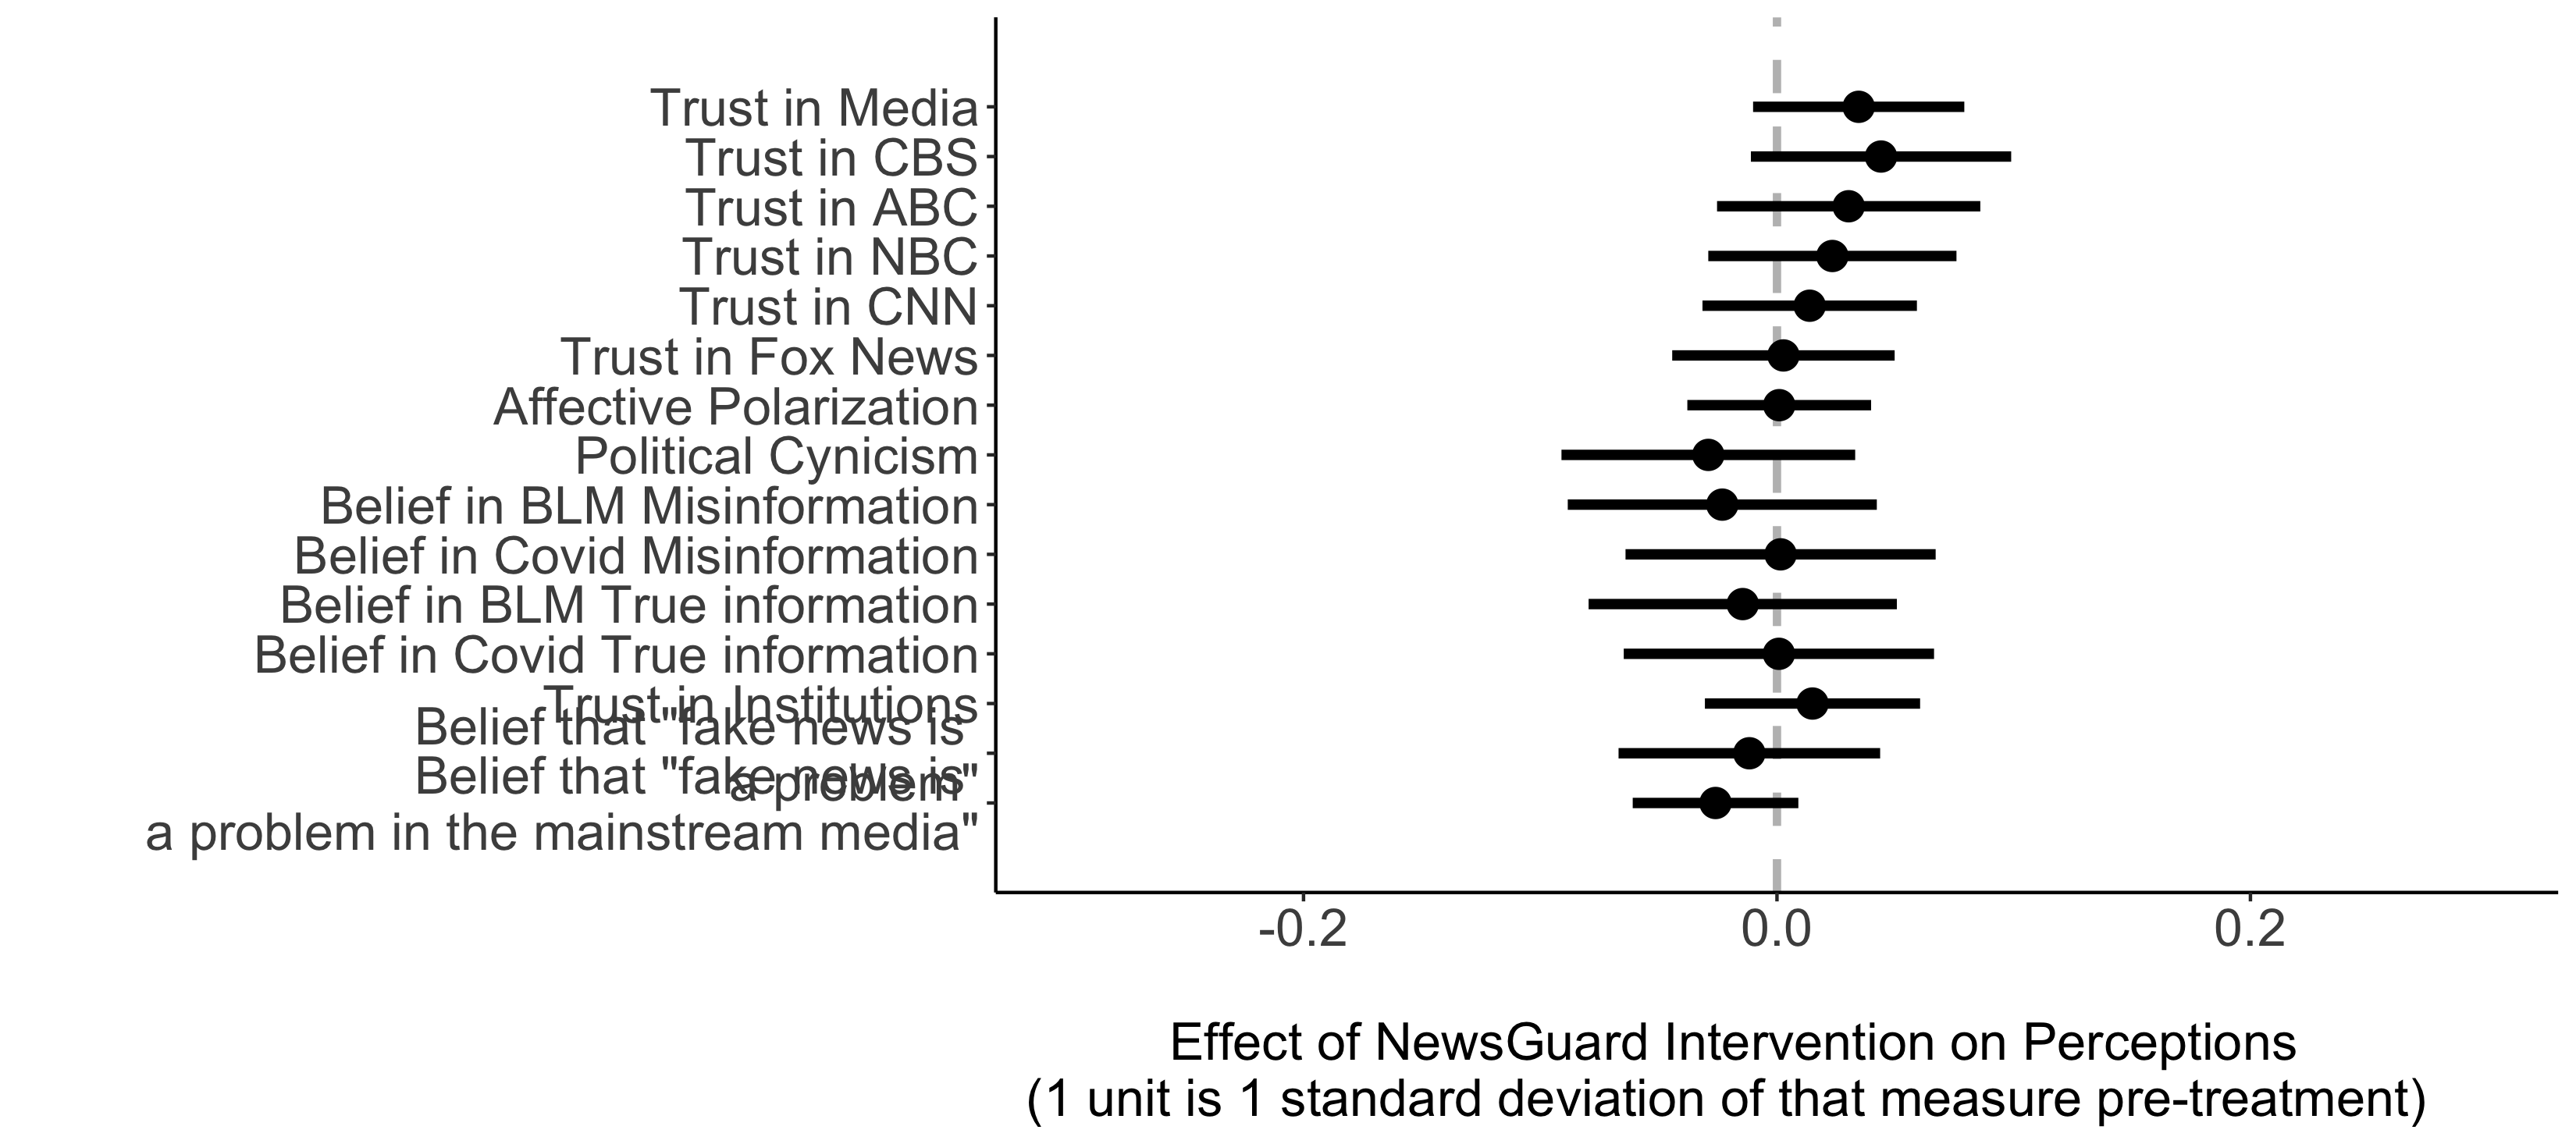 Trust in Media
Trust in CBS
Trust in ABC
Trust in NBC
Trust in CNN
Trust in Fox News
Affective Polarization
Political Cynicism
Belief in BLM Misinformation
Belief in Covid Misinformation
Belief in BLM True information
Belief in Covid True information
Trust in Institutions
Belief that "fake news is
a problem"
Belief that "fake news is
a problem in the mainstream media"
-0.2 0.0 0.2
Effect of NewsGuard Intervention on Perceptions
(1 unit is 1 standard deviation of that measure pre-treatment)